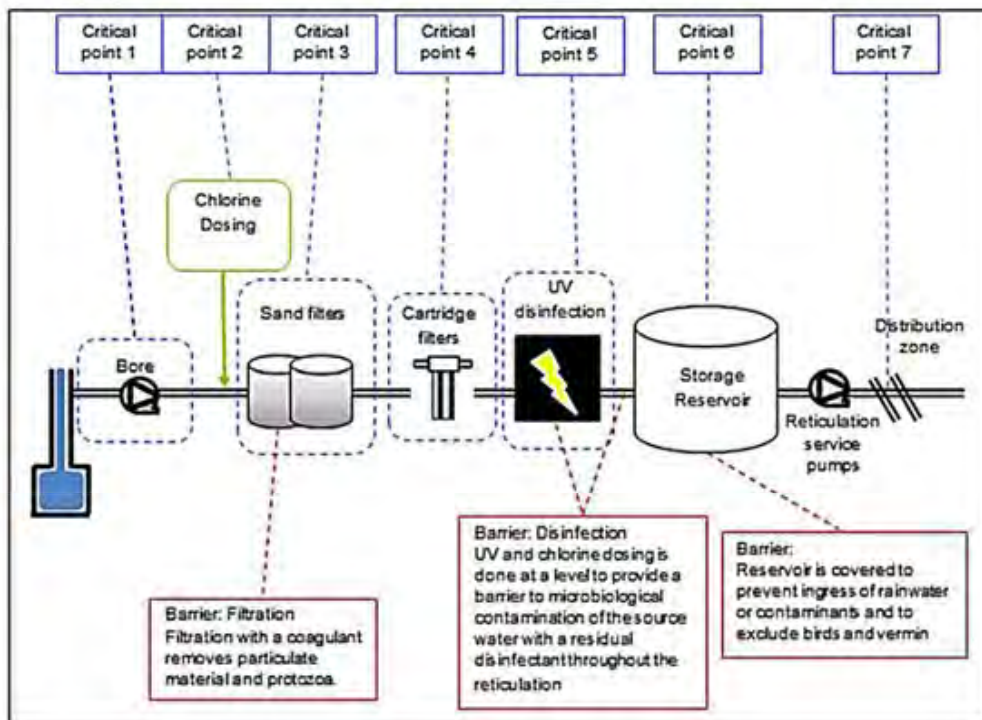 Critical
point 1
Critical
point 2
Critical
point 3
Critical
point 4
Critical
point 5
Critical
point 6
Critical
point 7
Chlorine
Dosing
Bore
Sand filters
Cartridge
filters
UV
disinfection
Storage
Reservoir
Distribution
zone
Reticulation
service
pumps
Barrier: Filtration
Filtration with a coagulant
removes particulate
material and protozoa.
Barrier: Disinfection
UV and chlorine dosing is
done at a level to provide a
barrier to microbiological
contamination of the source
water with a residual
disinfectant throughout the
reticulation
Barrier:
Reservoir is covered to
prevent ingress of rainwater
or contaminants and to
exclude birds and vermin